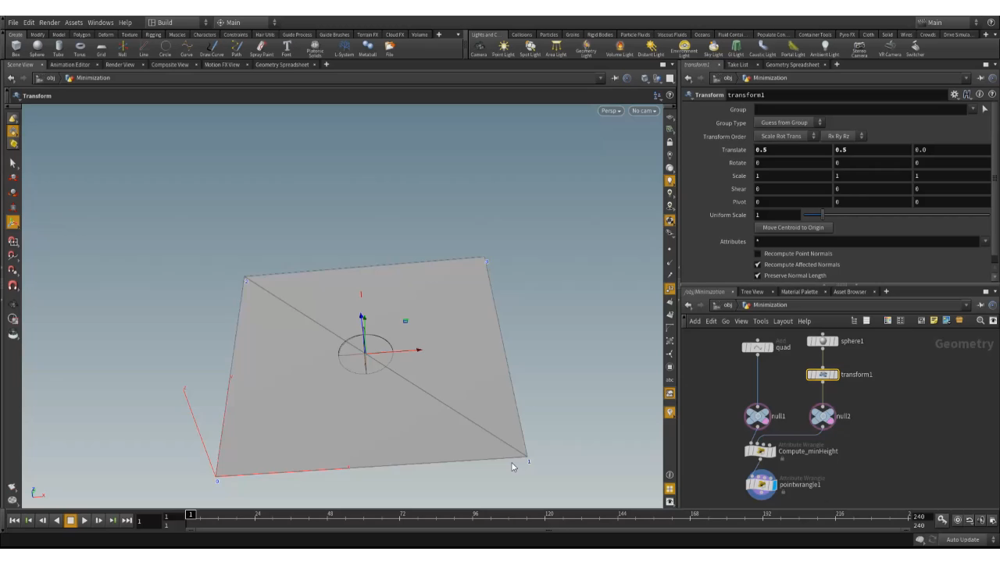 File Edit Render Assets Windows Help Build Main Main
Create Modify Model Polygon Deform Texture Rigging Muscles Characters Constraints Hair Utils Guide Process Guide Brushes Terrain FX Cloud FX Volume
Lights and C... Collisions Particles Grains Rigid Bodies Particle Fluids Viscous Fluids Oceans Fluid Contai... Populate Con... Container Tools Pyro FX Cloth Solid Wires Crowds Drive Simula...
Box Sphere Tube Torus Grid Null Line Circle Curve Draw Curve Path Spray Paint Font Platonic Solids L-System Metaball File
Camera Point Light Spot Light Area Light Geometry Light Volume Light Distant Light Environment Light Sky Light GI Light Caustic Light Portal Light Ambient Light Stereo Camera VR Camera Switcher
Scene View Animation Editor Render View Composite View Motion FX View Geometry Spreadsheet
transform1 Take List Geometry Spreadsheet
obj Minimization
obj Minimization
Transform
Transform transform1
Persp No cam
Group
Group Type Guess from Group
Transform Order Scale Rot Trans Rx Ry Rz
Translate 0.5 0.5 0.0
Rotate 0 0 0
Scale 1 1 1
Shear 0 0 0
Pivot 0 0 0
Uniform Scale 1
Move Centroid to Origin
Attributes *
Recompute Point Normals
Recompute Affected Normals
Preserve Normal Length
/obj/Minimization Tree View Material Palette Asset Browser
obj Minimization
Add Edit Go View Tools Layout Help
Geometry
quad
sphere1
transform1
null1
null2
Attribute Wrangle
Compute_minHeight
Attribute Wrangle
pointwrangle1
abc
0
1
1 1 1 24 48 72 96 120 144 168 192 216 2 240 240
Auto Update